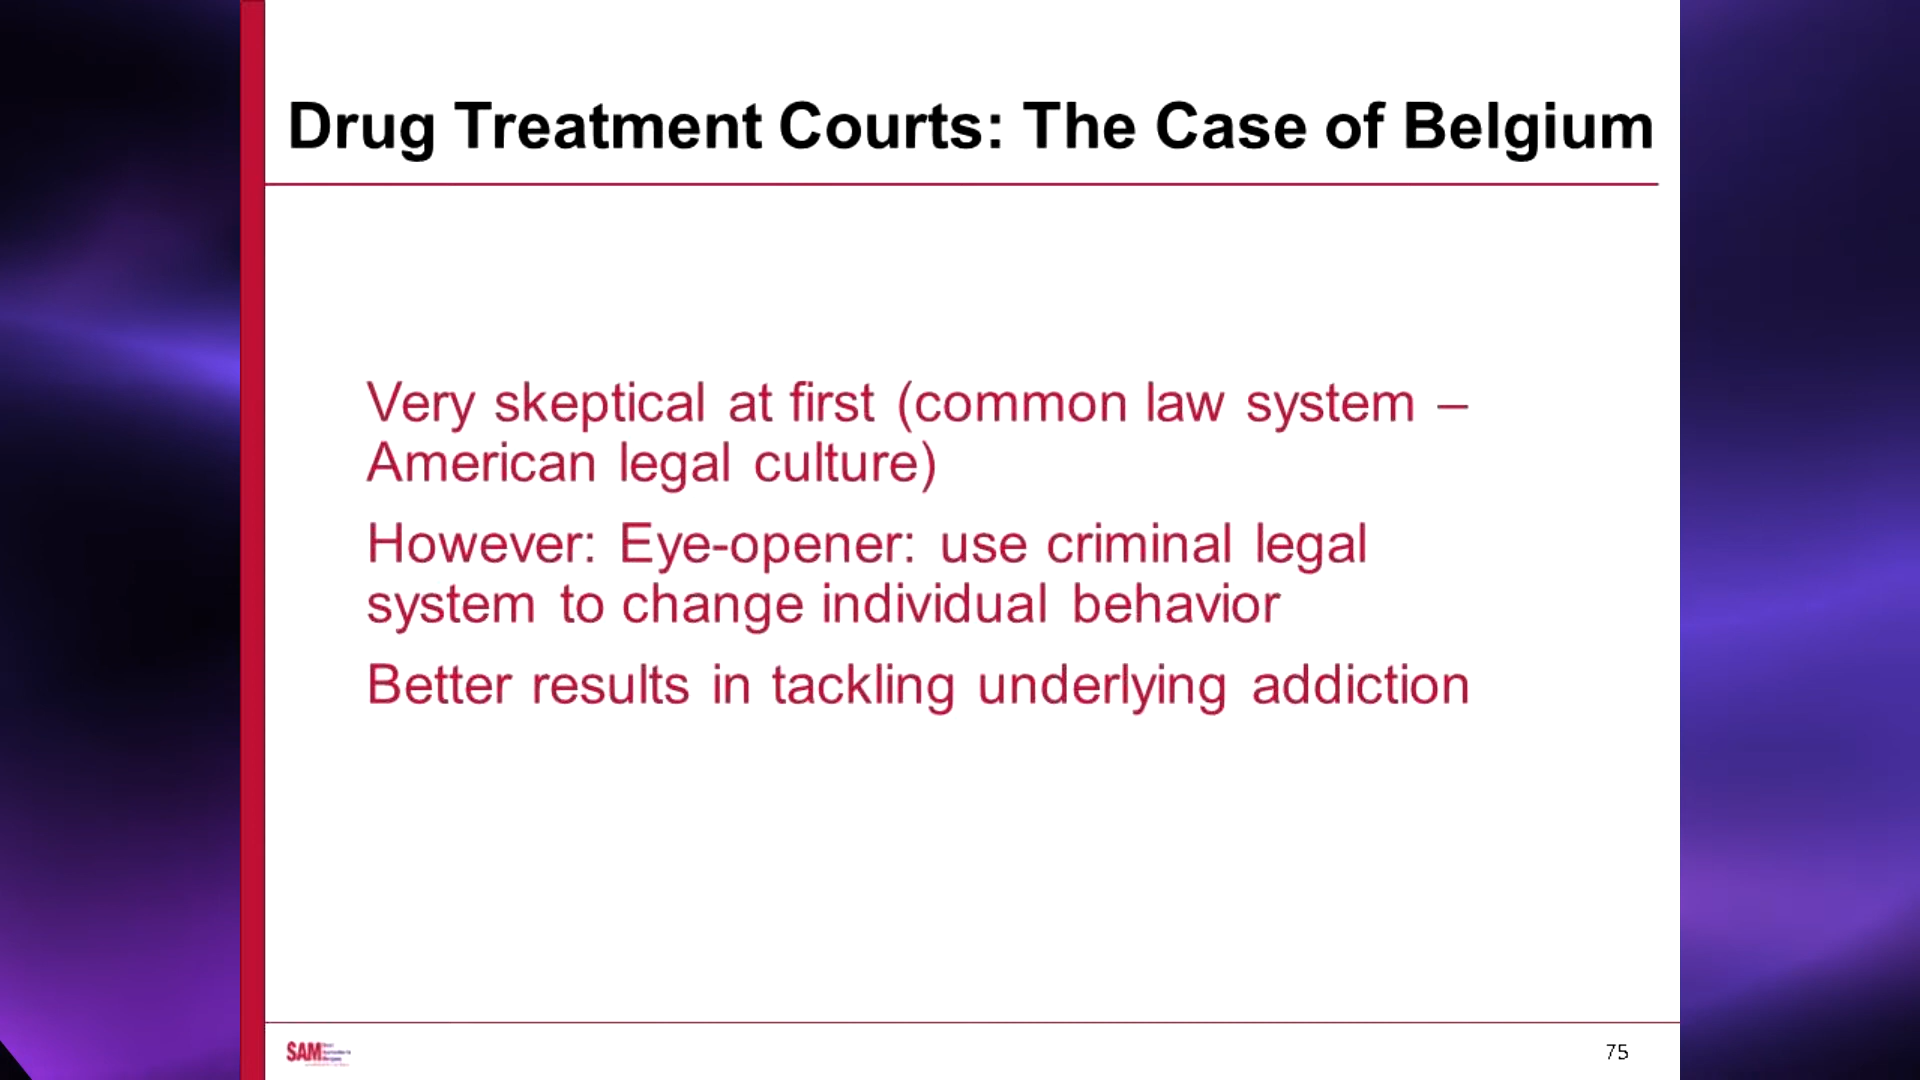 Drug Treatment Courts: The Case of Belgium
Very skeptical at first (common law system –
American legal culture)
However: Eye-opener: use criminal legal
system to change individual behavior
Better results in tackling underlying addiction
SAM
75